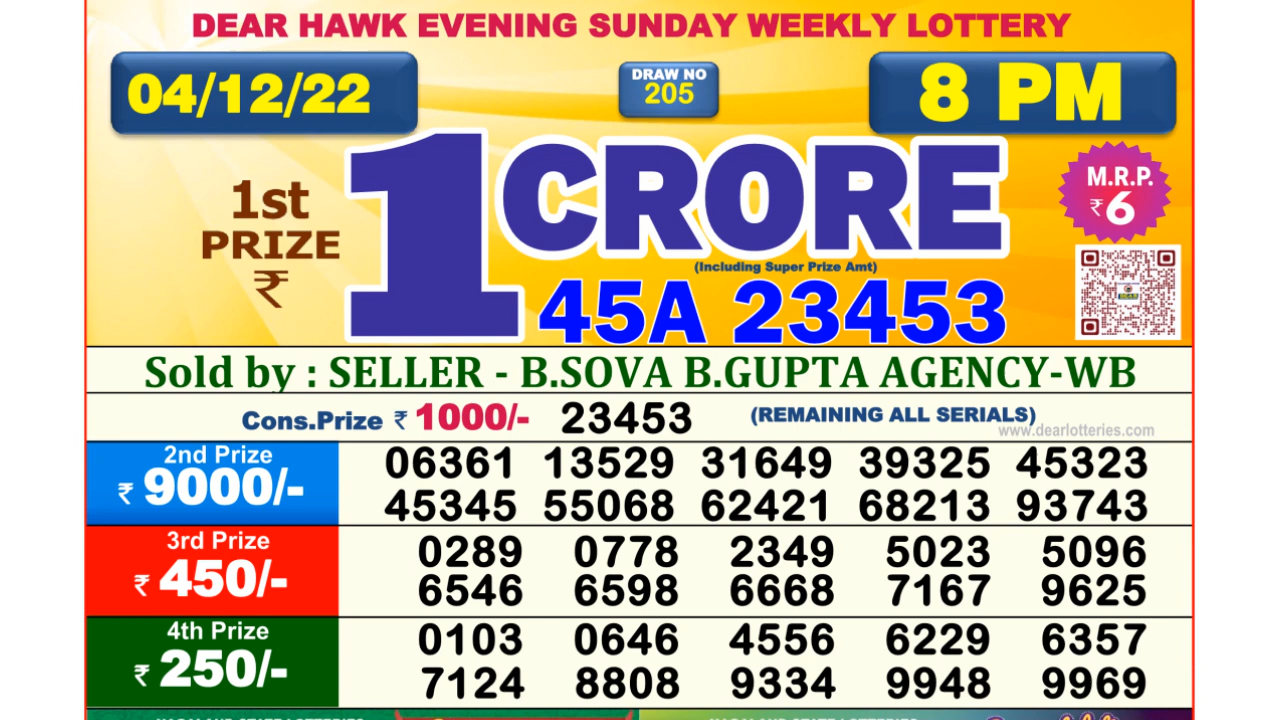 DEAR HAWK EVENING SUNDAY WEEKLY LOTTERY
04/12/22
DRAW NO
205
8 PM
1st
PRIZE
₹
1 CRORE
(Including Super Prize Amt)
45A 23453
M.R.P.
₹6
Sold by : SELLER - B.SOVA B.GUPTA AGENCY-WB
Cons.Prize ₹ 1000/- 23453 (REMAINING ALL SERIALS)
www.dearlotteries.com
2nd Prize
₹ 9000/-
06361 13529 31649 39325 45323
45345 55068 62421 68213 93743
3rd Prize
₹ 450/-
0289 0778 2349 5023 5096
6546 6598 6668 7167 9625
4th Prize
₹ 250/-
0103 0646 4556 6229 6357
7124 8808 9334 9948 9969